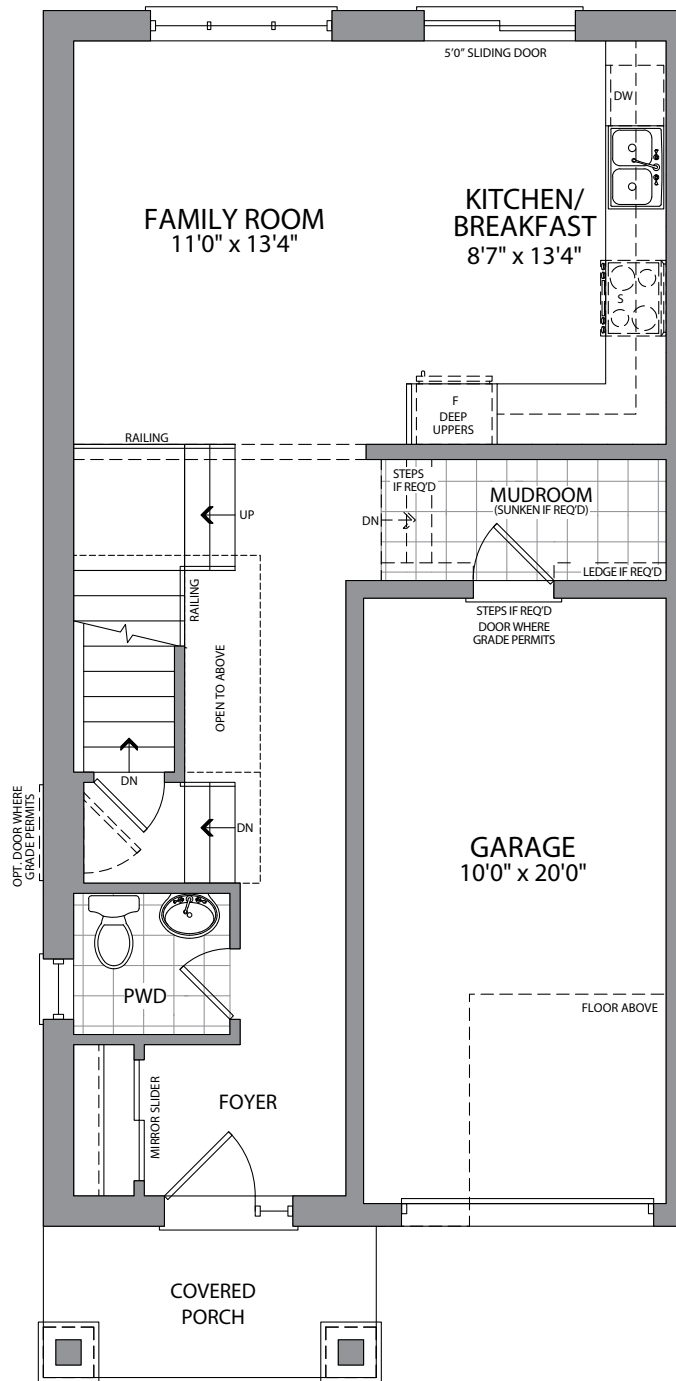 5'0" SLIDING DOOR
DW
FAMILY ROOM
11'0" x 13'4"
KITCHEN/
BREAKFAST
8'7" x 13'4"
S
F
DEEP
UPPERS
RAILING
UP
STEPS
IF REQ'D
DN
MUDROOM
(SUNKEN IF REQ'D)
LEDGE IF REQ'D
STEPS IF REQ'D
DOOR WHERE
GRADE PERMITS
RAILING
OPEN TO ABOVE
DN
DN
OPT. DOOR WHERE
GRADE PERMITS
GARAGE
10'0" x 20'0"
PWD
FLOOR ABOVE
MIRROR SLIDER
FOYER
COVERED
PORCH